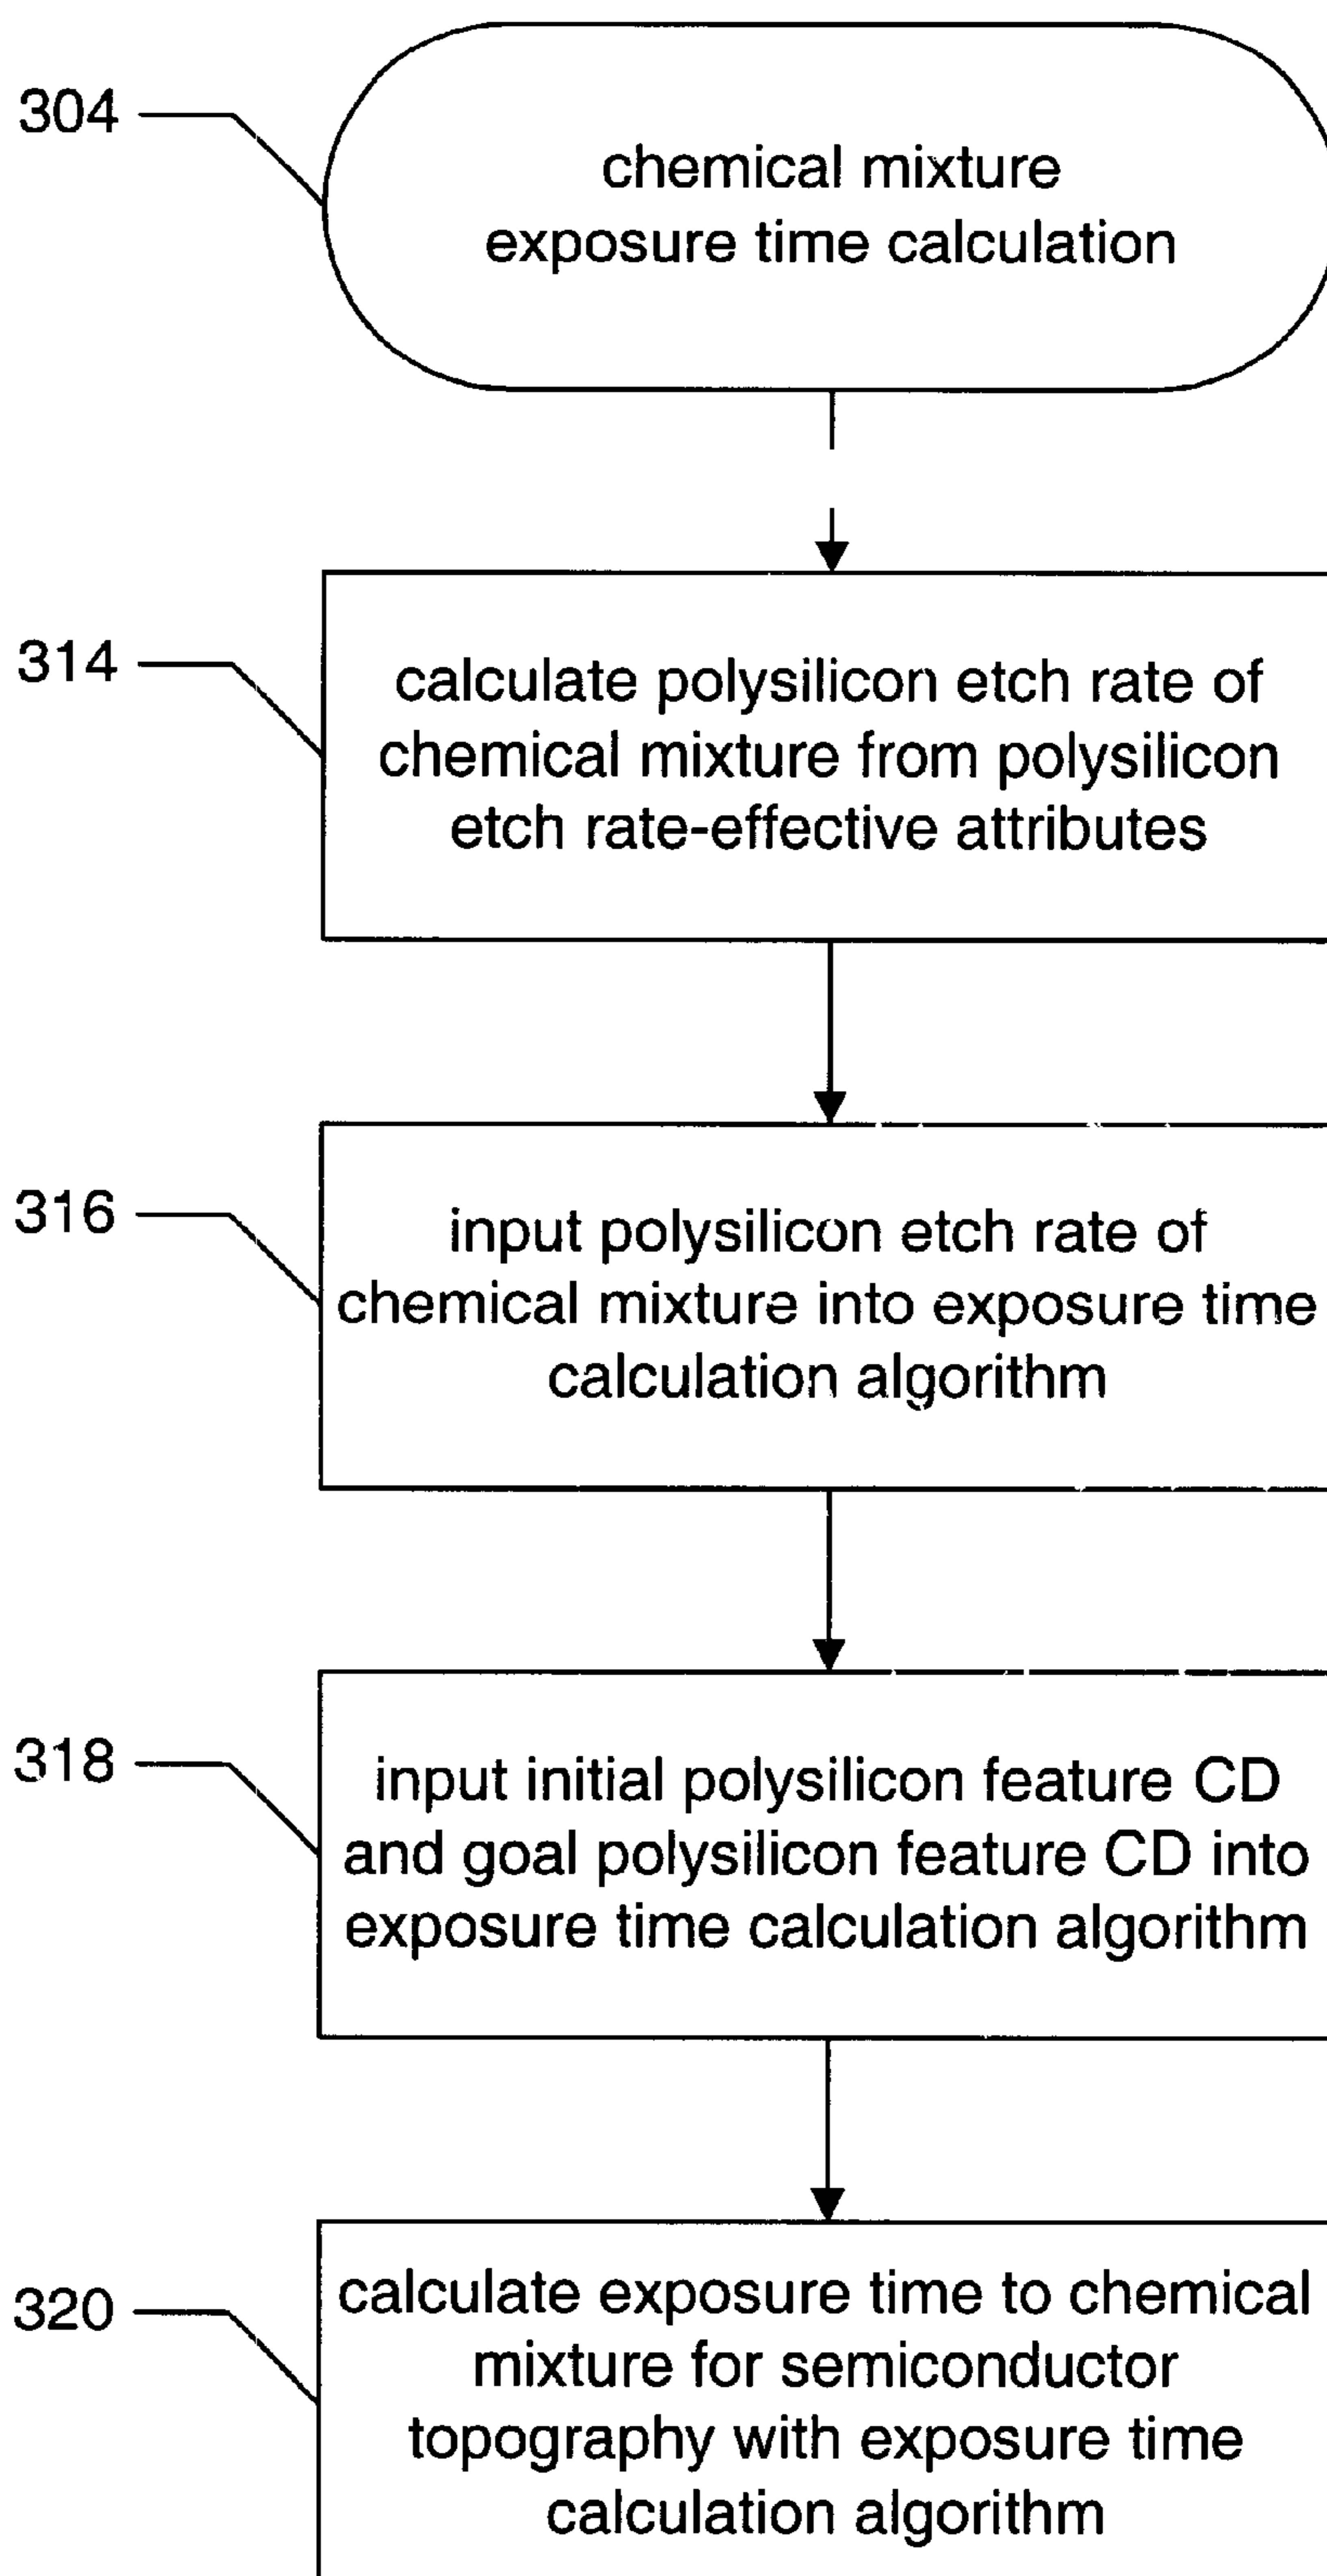 304
chemical mixture
exposure time calculation
314
calculate polysilicon etch rate of
chemical mixture from polysilicon
etch rate-effective attributes
316
input polysilicon etch rate of
chemical mixture into exposure time
calculation algorithm
318
input initial polysilicon feature CD
and goal polysilicon feature CD into
exposure time calculation algorithm
320
calculate exposure time to chemical
mixture for semiconductor
topography with exposure time
calculation algorithm